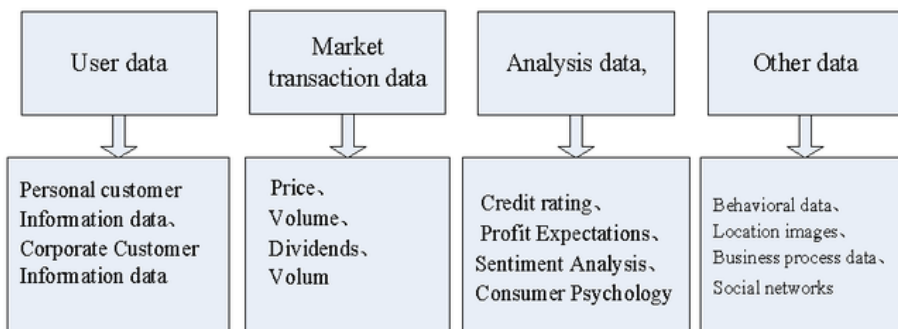 User data
Market
transaction data
Analysis data,
Other data
Personal customer
Information data、
Corporate Customer
Information data
Price、
Volume、
Dividends、
Volum
Credit rating、
Profit Expectations、
Sentiment Analysis、
Consumer Psychology
Behavioral data、
Location images、
Business process data、
Social networks